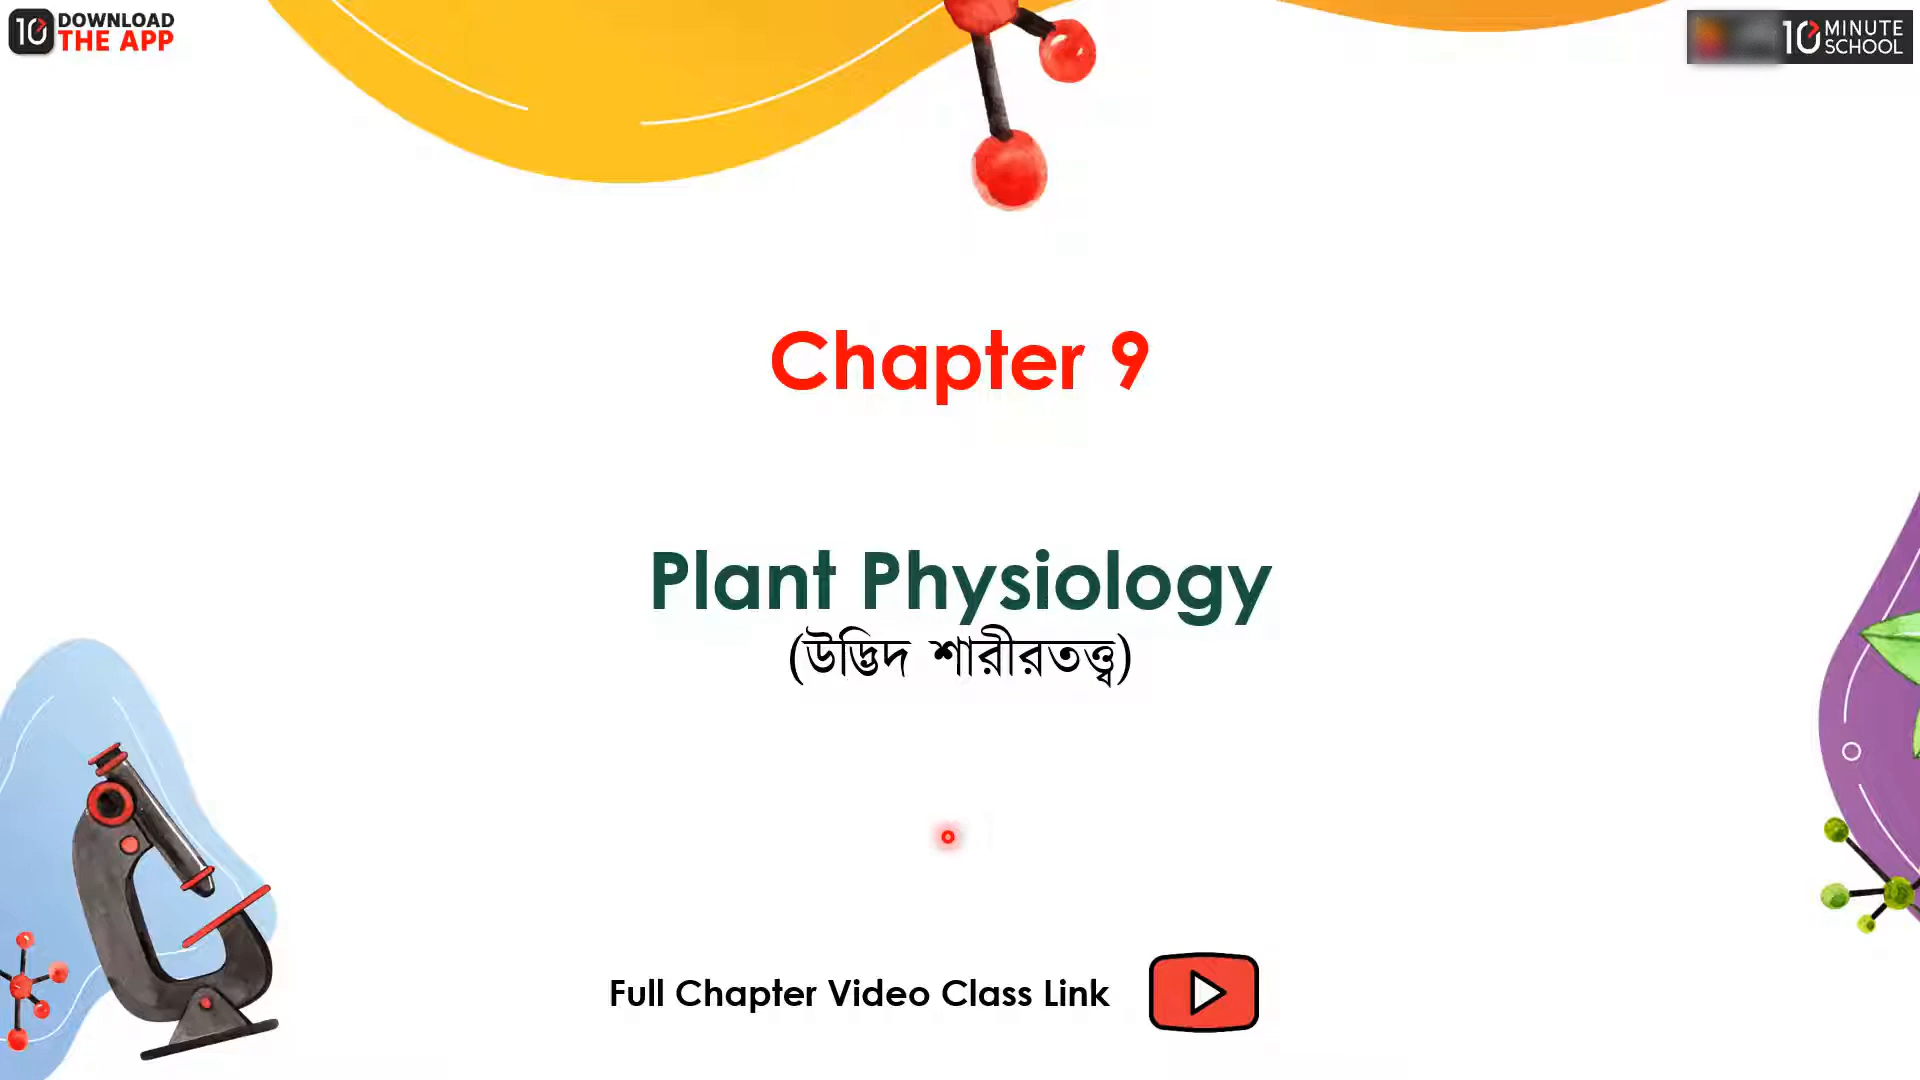 10 DOWNLOAD
THE APP
10 MINUTE
SCHOOL
Chapter 9
Plant Physiology
(উদ্ভিদ শারীরতত্ত্ব)
Full Chapter Video Class Link